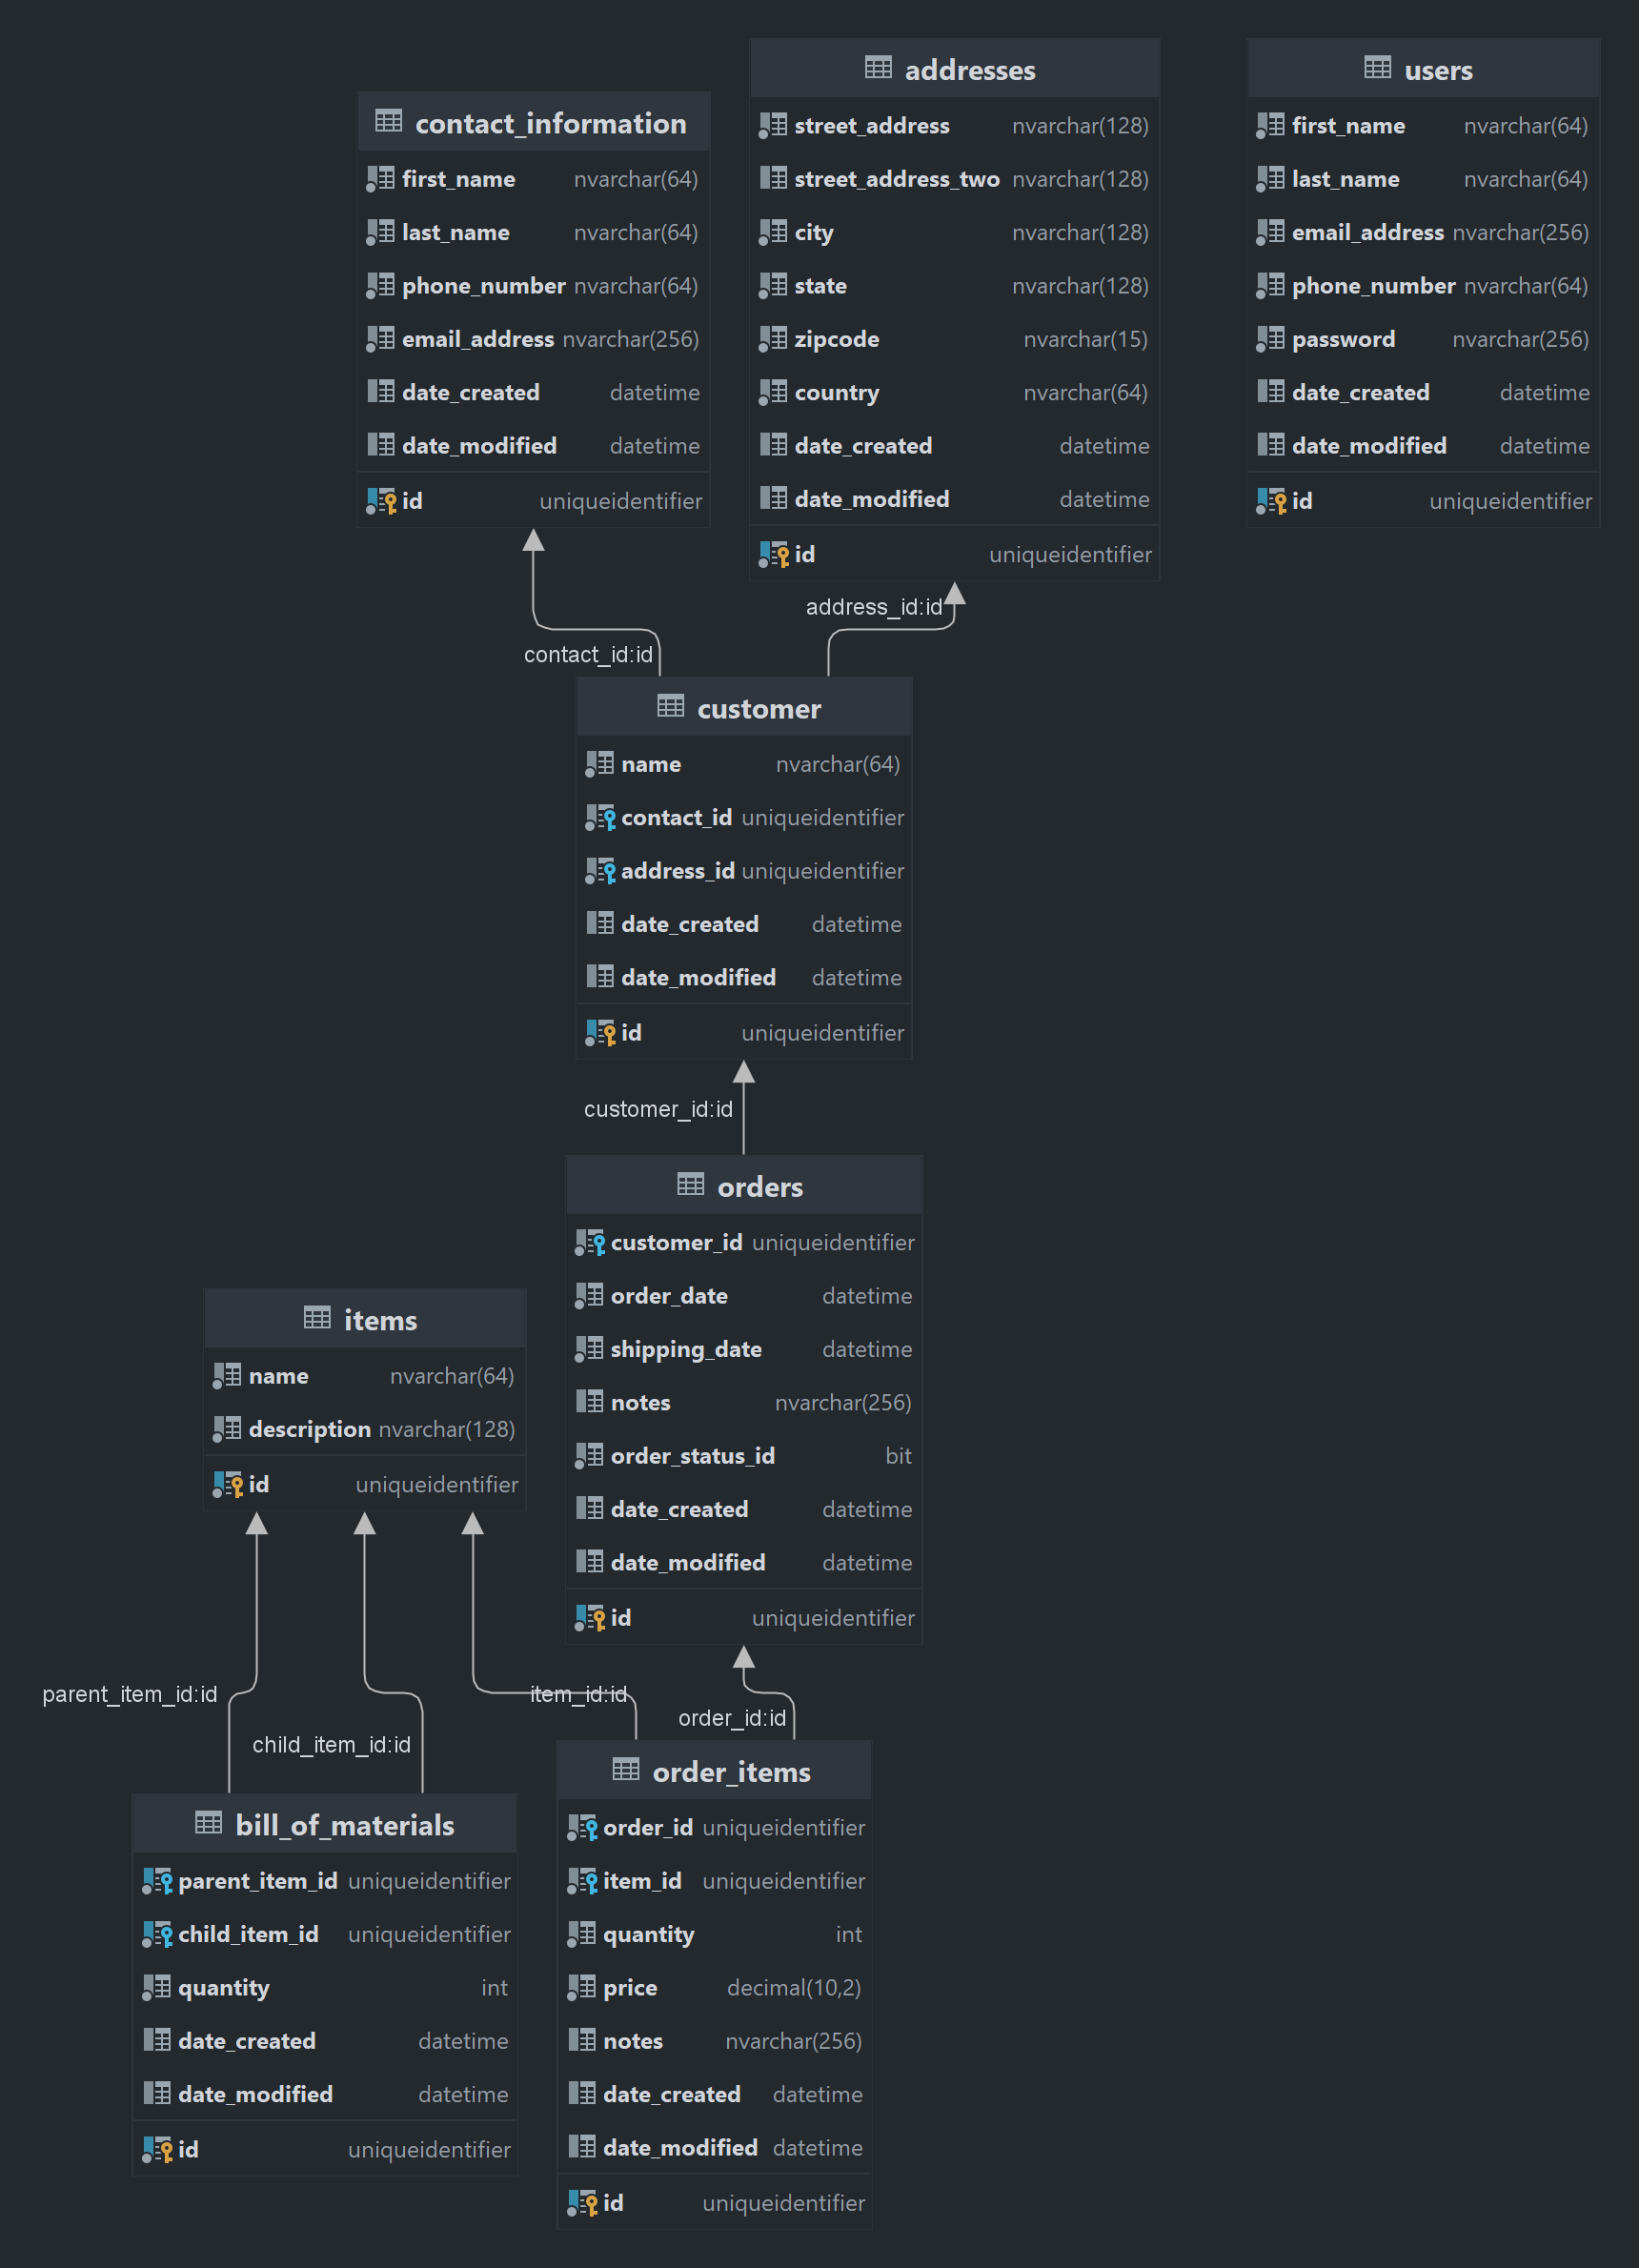 contact_information
first_name nvarchar(64)
last_name nvarchar(64)
phone_number nvarchar(64)
email_address nvarchar(256)
date_created datetime
date_modified datetime
id uniqueidentifier
addresses
street_address nvarchar(128)
street_address_two nvarchar(128)
city nvarchar(128)
state nvarchar(128)
zipcode nvarchar(15)
country nvarchar(64)
date_created datetime
date_modified datetime
id uniqueidentifier
users
first_name nvarchar(64)
last_name nvarchar(64)
email_address nvarchar(256)
phone_number nvarchar(64)
password nvarchar(256)
date_created datetime
date_modified datetime
id uniqueidentifier
address_id:id
contact_id:id
customer
name nvarchar(64)
contact_id uniqueidentifier
address_id uniqueidentifier
date_created datetime
date_modified datetime
id uniqueidentifier
customer_id:id
orders
customer_id uniqueidentifier
order_date datetime
shipping_date datetime
notes nvarchar(256)
order_status_id bit
date_created datetime
date_modified datetime
id uniqueidentifier
items
name nvarchar(64)
description nvarchar(128)
id uniqueidentifier
parent_item_id:id
item_id:id
order_id:id
child_item_id:id
bill_of_materials
parent_item_id uniqueidentifier
child_item_id uniqueidentifier
quantity int
date_created datetime
date_modified datetime
id uniqueidentifier
order_items
order_id uniqueidentifier
item_id uniqueidentifier
quantity int
price decimal(10,2)
notes nvarchar(256)
date_created datetime
date_modified datetime
id uniqueidentifier